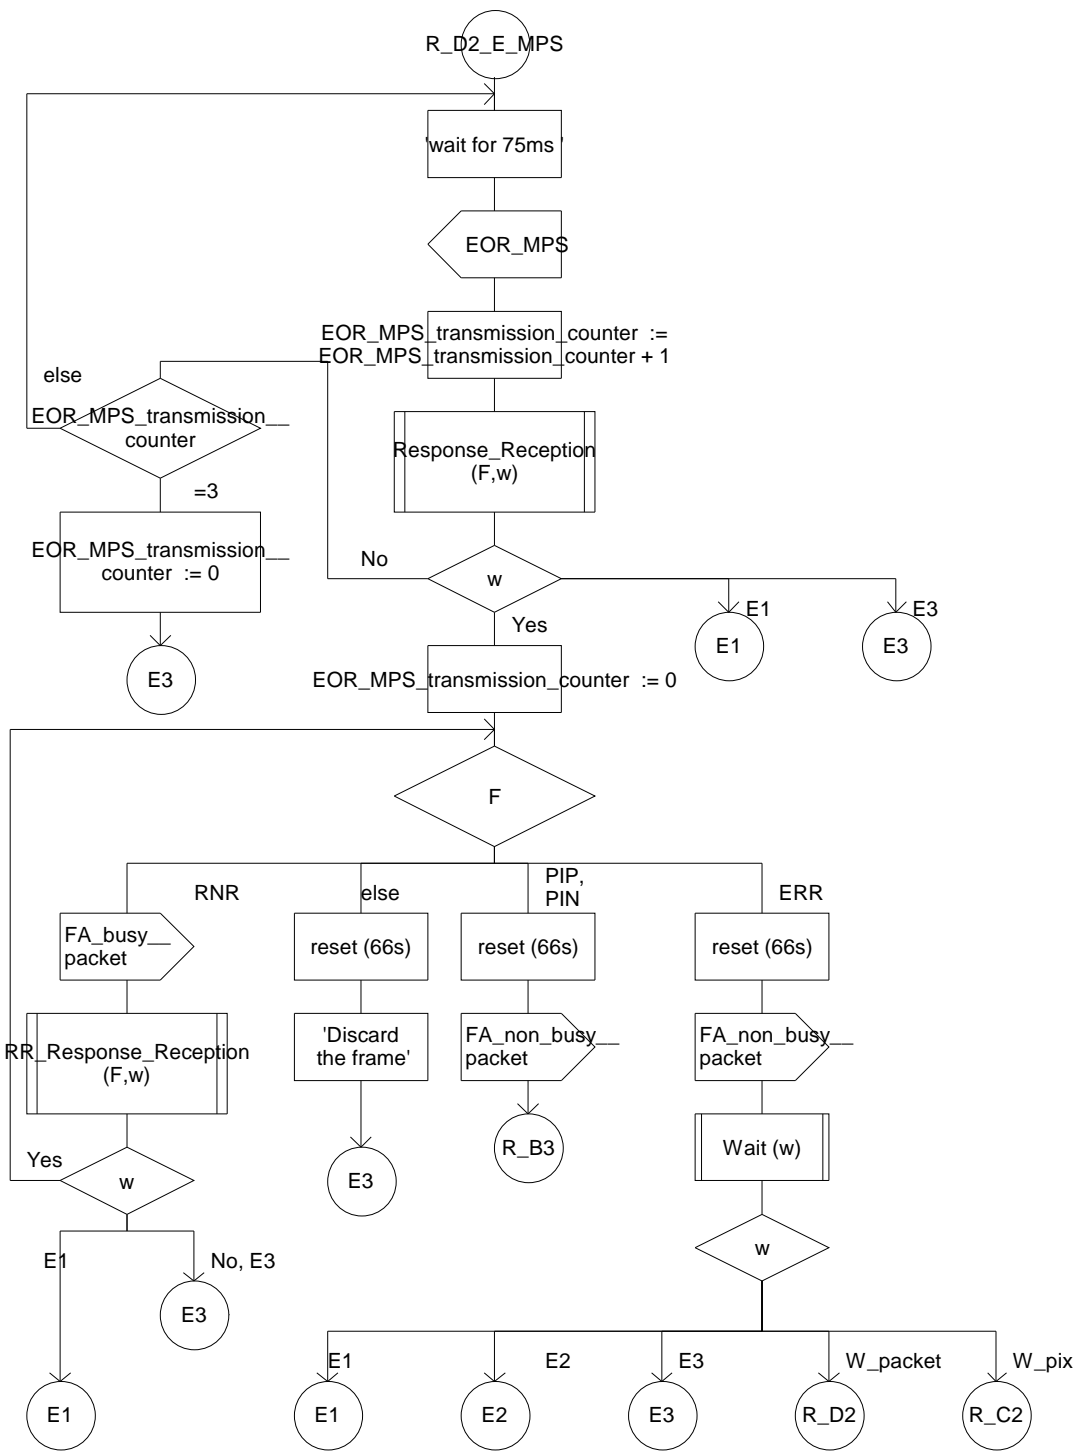 R_D2_E_MPS
'wait for 75ms '
EOR_MPS
EOR_MPS_transmission_counter :=
EOR_MPS_transmission_counter + 1
else
EOR_MPS_transmission__
counter
Response_Reception
(F,w)
=3
EOR_MPS_transmission__
counter := 0
No
w
Yes
E1
E3
E1
E3
E3
EOR_MPS_transmission_counter := 0
F
RNR
else
PIP,
PIN
ERR
FA_busy__
packet
reset (66s)
reset (66s)
reset (66s)
RR_Response_Reception
(F,w)
'Discard
the frame'
FA_non_busy__
packet
FA_non_busy__
packet
Yes
w
E3
R_B3
Wait (w)
E1
No, E3
E3
w
E1
E2
E3
W_packet
W_pix
E1
E1
E2
E3
R_D2
R_C2